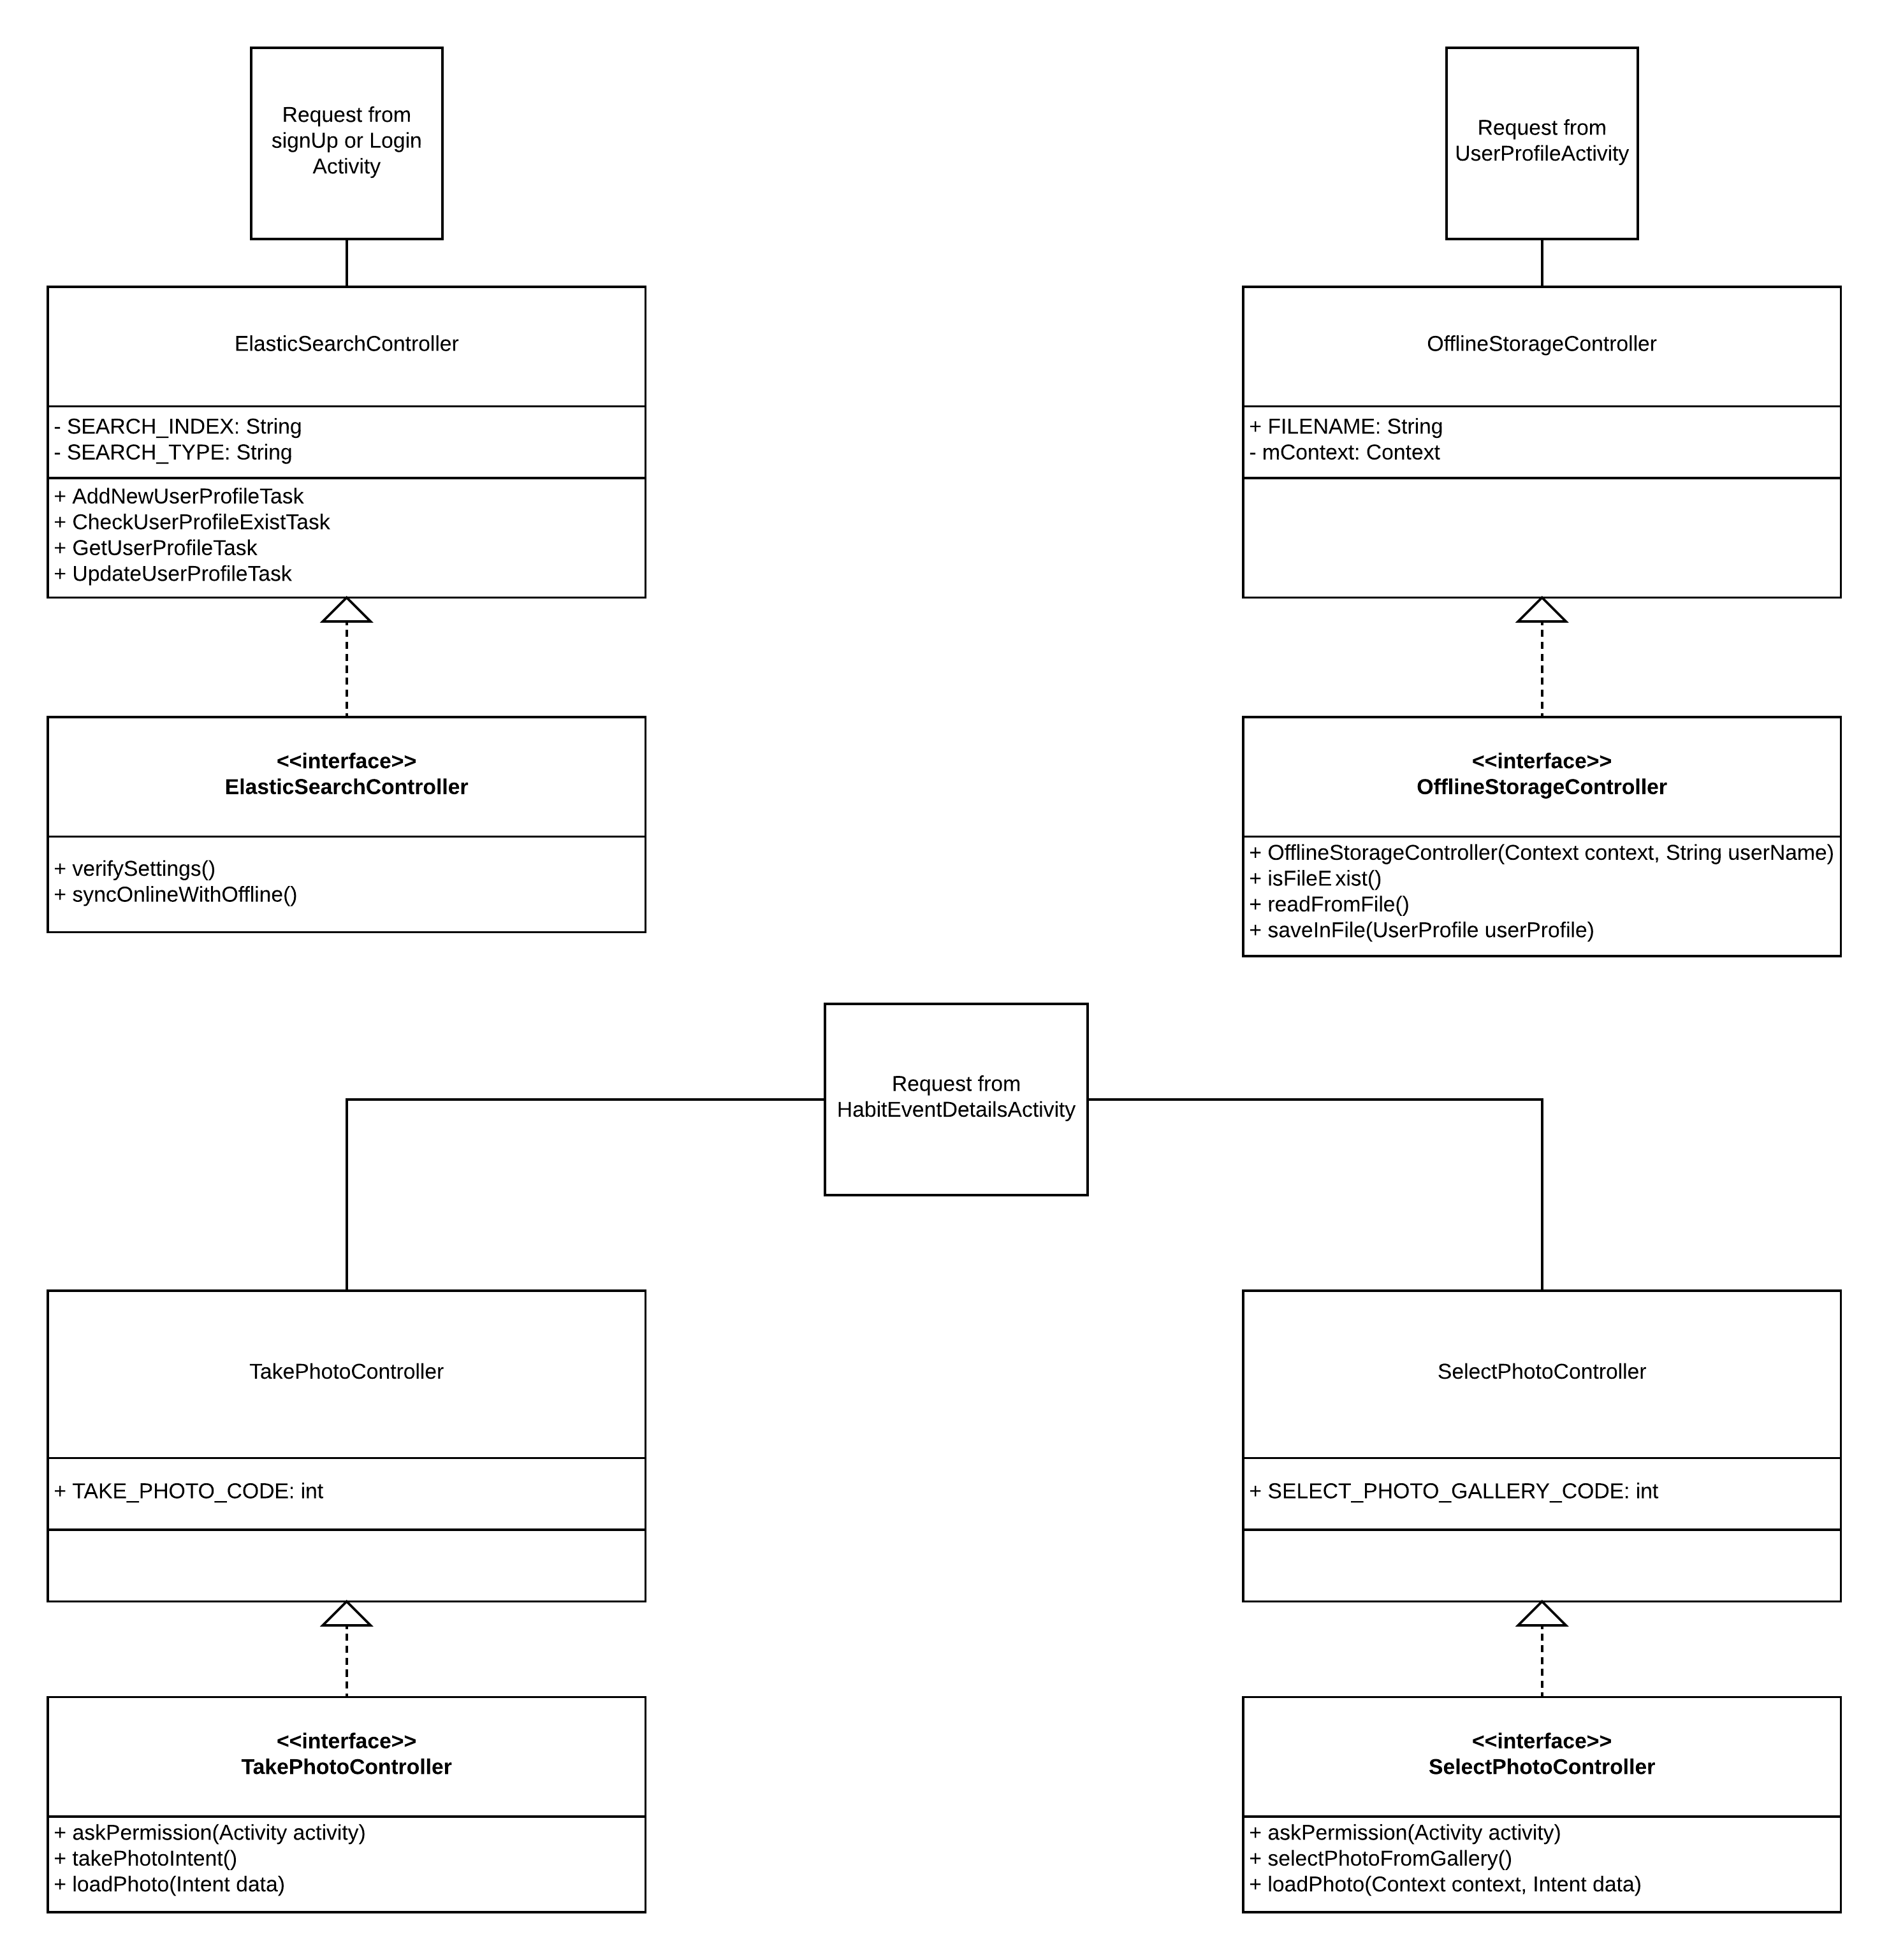 Request from
signUp or Login
Activity
Request from
UserProfileActivity
ElasticSearchController
- SEARCH_INDEX: String
- SEARCH_TYPE: String
+ AddNewUserProfileTask
+ CheckUserProfileExistTask
+ GetUserProfileTask
+ UpdateUserProfileTask
OfflineStorageController
+ FILENAME: String
- mContext: Context
<<interface>>
ElasticSearchController
+ verifySettings()
+ syncOnlineWithOffline()
<<interface>>
OfflineStorageController
+ OfflineStorageController(Context context, String userName)
+ isFileExist()
+ readFromFile()
+ saveInFile(UserProfile userProfile)
Request from
HabitEventDetailsActivity
TakePhotoController
+ TAKE_PHOTO_CODE: int
SelectPhotoController
+ SELECT_PHOTO_GALLERY_CODE: int
<<interface>>
TakePhotoController
+ askPermission(Activity activity)
+ takePhotoIntent()
+ loadPhoto(Intent data)
<<interface>>
SelectPhotoController
+ askPermission(Activity activity)
+ selectPhotoFromGallery()
+ loadPhoto(Context context, Intent data)